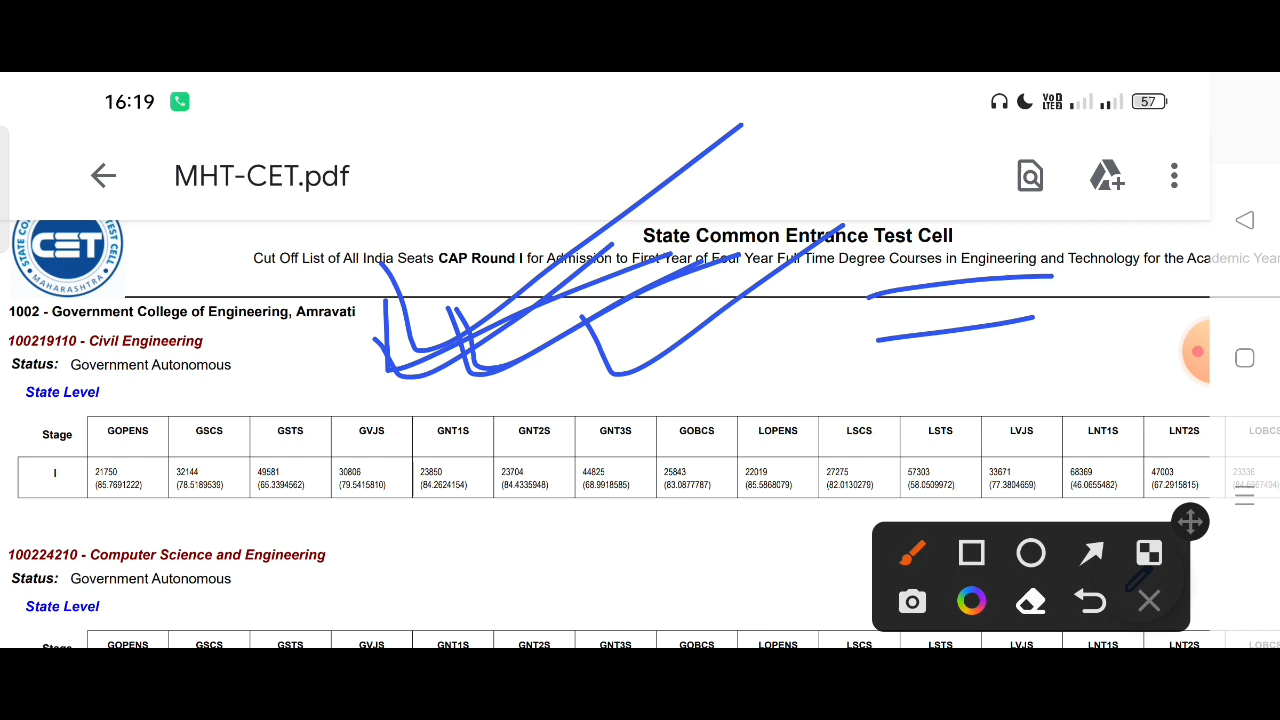 16:19
VoD
LTE2
57
MHT-CET.pdf
STATE CO
TEST CELL
CET
MAHARASHTRA
State Common Entrance Test Cell
Cut Off List of All India Seats CAP Round I for Admission to First Year of Four Year Full Time Degree Courses in Engineering and Technology for the Academic Year
1002 - Government College of Engineering, Amravati
100219110 - Civil Engineering
Status: Government Autonomous
State Level
Stage GOPENS GSCS GSTS GVJS GNT1S GNT2S GNT3S GOBCS LOPENS LSCS LSTS LVJS LNT1S LNT2S LOBCS
I 21750 32144 49581 30806 23850 23704 44825 25843 22019 27275 57303 33671 68369 47003 23336
(85.7691222) (78.5189539) (65.3394562) (79.5415810) (84.2624154) (84.4335948) (68.9918585) (83.0877787) (85.5868079) (82.0130279) (58.0509972) (77.3804659) (46.0655482) (67.2915815)
100224210 - Computer Science and Engineering
Status: Government Autonomous
State Level
Stage GOPENS GSCS GSTS GVJS GNT1S GNT2S GNT3S GOBCS LOPENS LSCS LSTS LVJS LNT1S LNT2S LOBCS